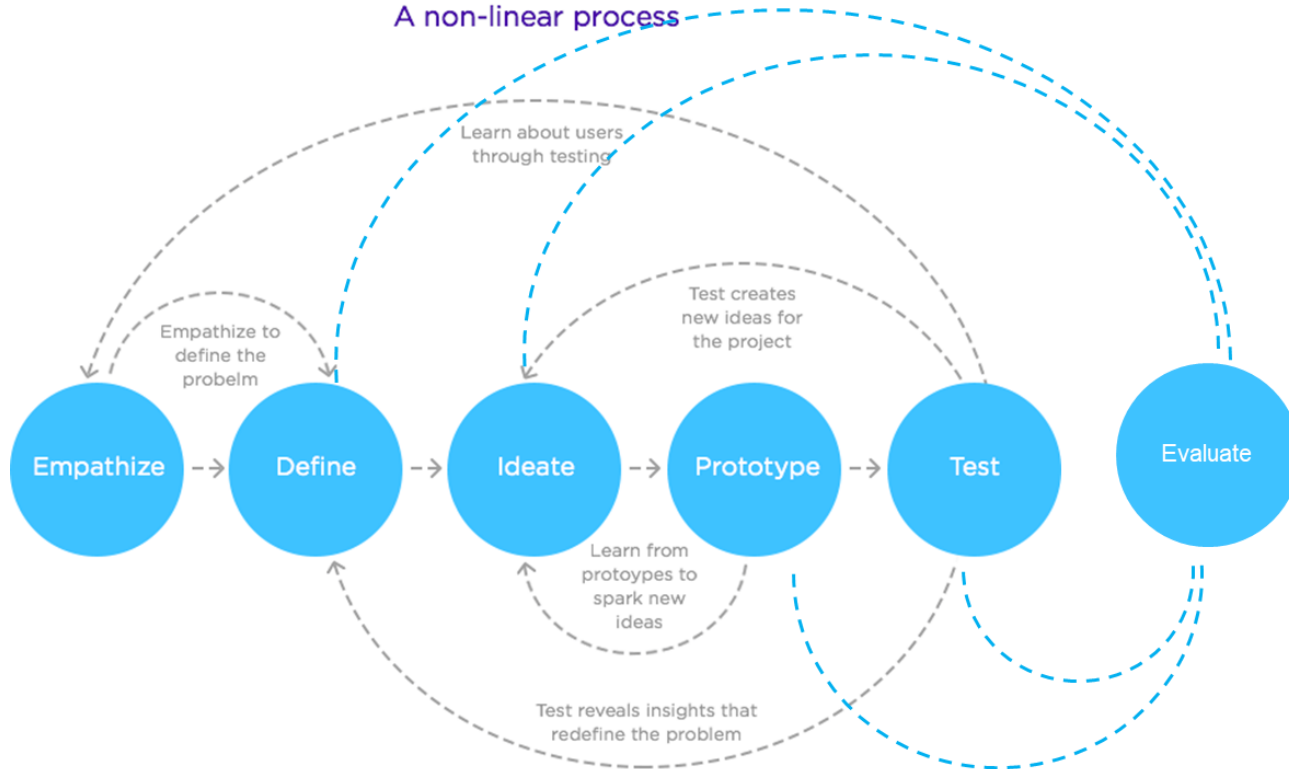 A non-linear process
Learn about users
through testing
Test creates
new ideas for
the project
Empathize to
define the
probelm
Empathize
Define
Ideate
Prototype
Test
Evaluate
Learn from
protoypes to
spark new
ideas
Test reveals insights that
redefine the problem